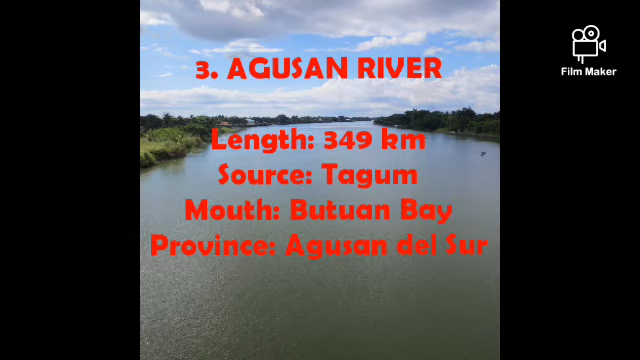 3. AGUSAN RIVER
Length: 349 km
Source: Tagum
Mouth: Butuan Bay
Province: Agusan del Sur
Film Maker